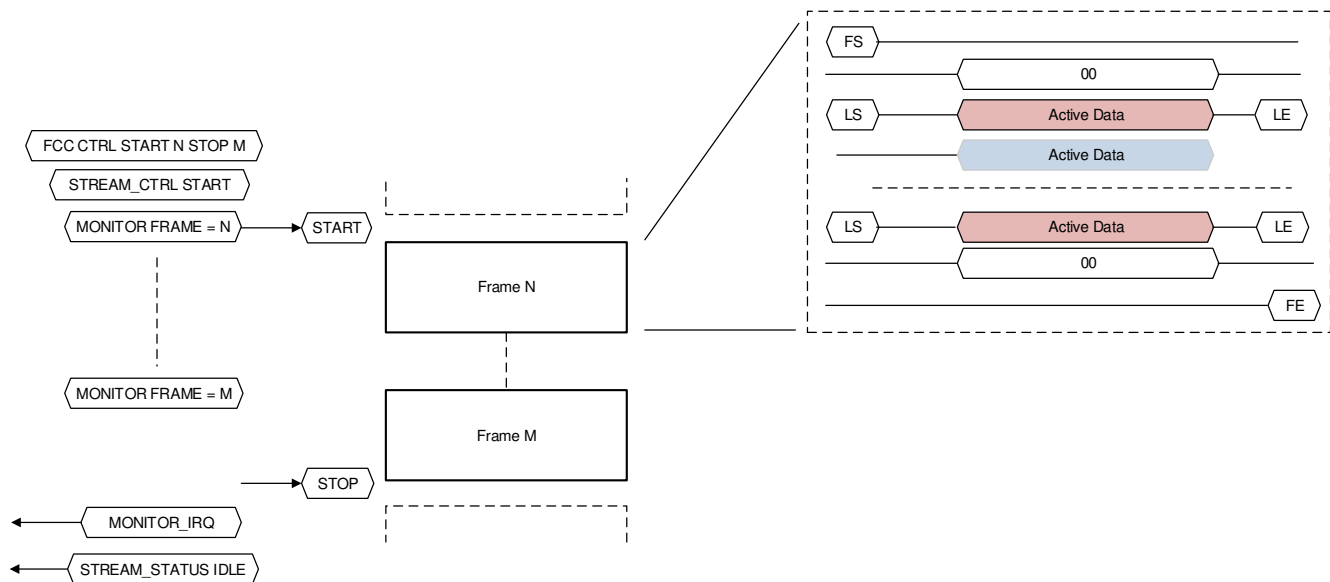 FCC CTRL START N STOP M
STREAM_CTRL START
MONITOR FRAME = N
START
MONITOR FRAME = M
STOP
MONITOR_IRQ
STREAM_STATUS IDLE
Frame N
Frame M
FS
00
LS Active Data LE
Active Data
LS Active Data LE
00
FE